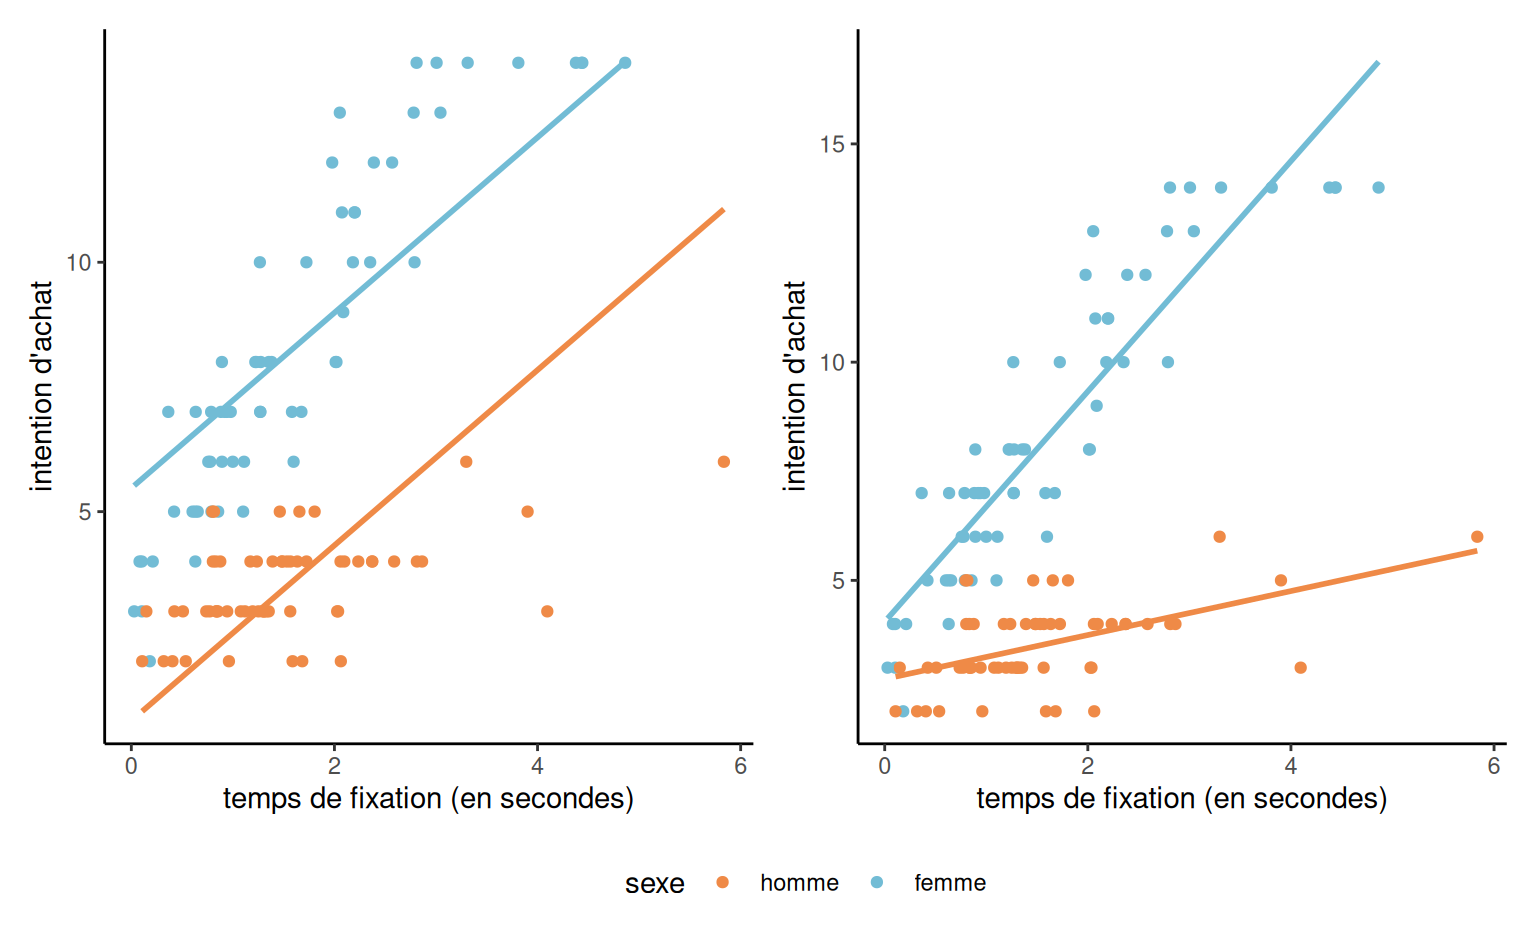 intention d'achat
10
5
0 2 4 6
temps de fixation (en secondes)
intention d'achat
15
10
5
0 2 4 6
temps de fixation (en secondes)
sexe homme femme